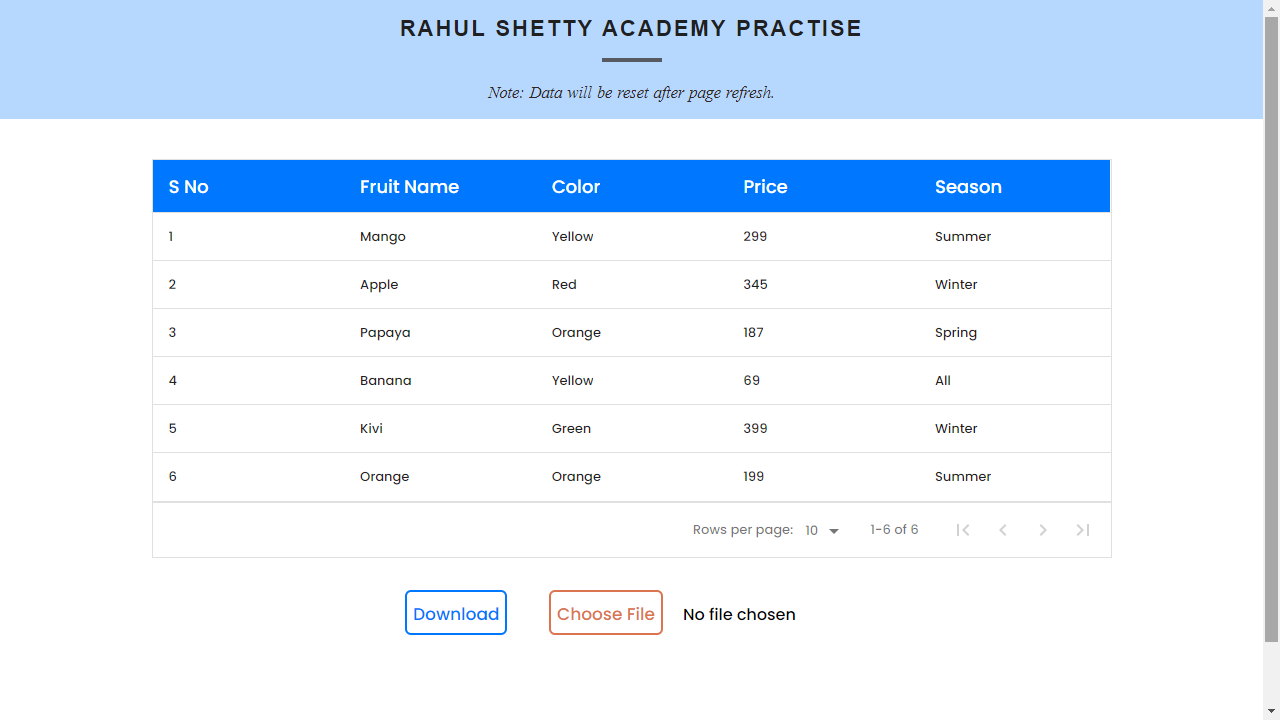 RAHUL SHETTY ACADEMY PRACTISE
Note: Data will be reset after page refresh.
S No Fruit Name Color Price Season
1 Mango Yellow 299 Summer
2 Apple Red 345 Winter
3 Papaya Orange 187 Spring
4 Banana Yellow 69 All
5 Kivi Green 399 Winter
6 Orange Orange 199 Summer
Rows per page: 10 1-6 of 6
Download Choose File No file chosen